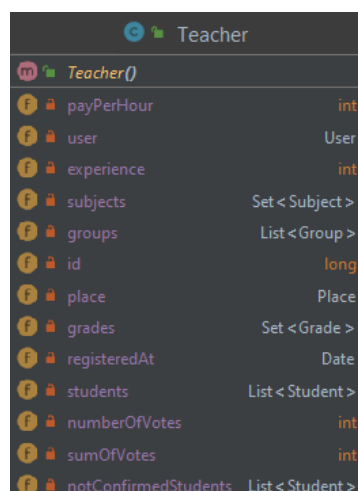 Teacher
Teacher()
payPerHour int
user User
experience int
subjects Set<Subject>
groups List<Group>
id long
place Place
grades Set<Grade>
registeredAt Date
students List<Student>
numberOfVotes int
sumOfVotes int
notConfirmedStudents List<Student>